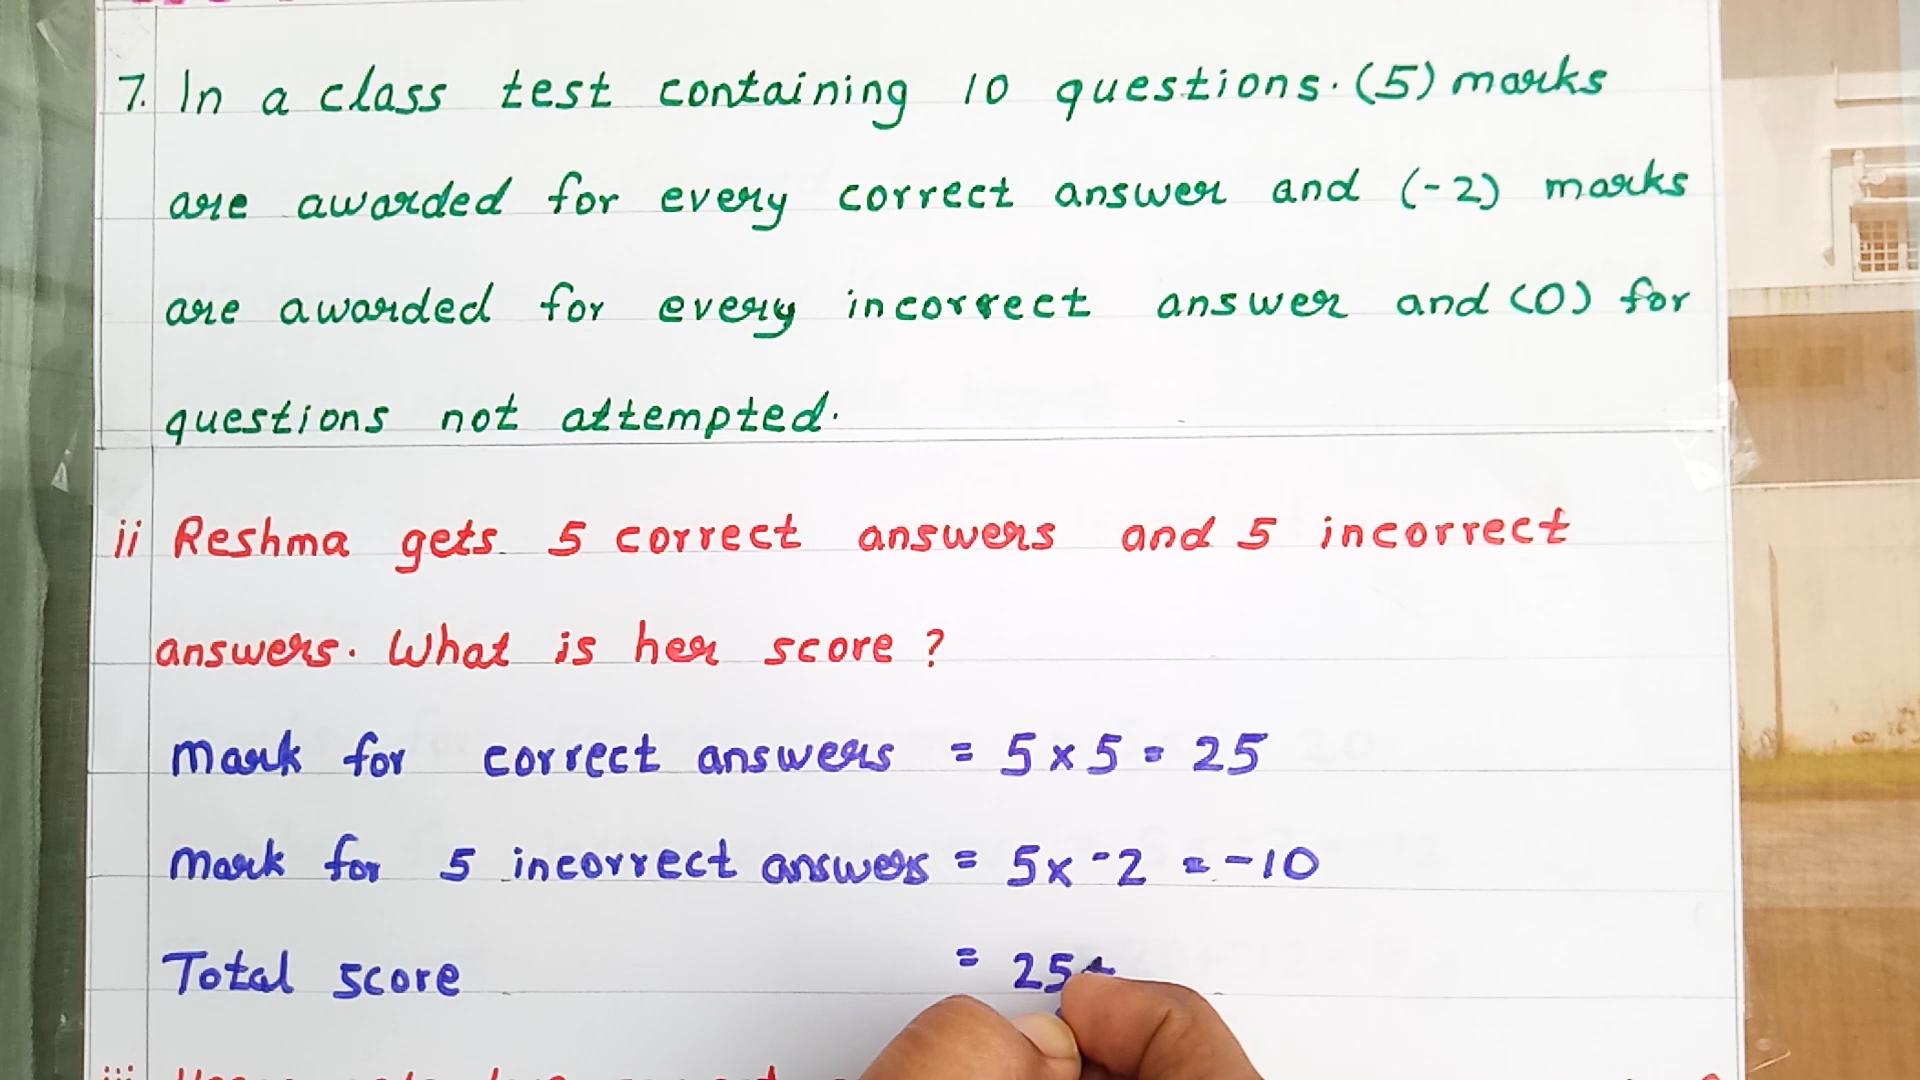 7. In a class test containing 10 questions. (5) marks
are awarded for every correct answer and (-2) marks
are awarded for every incorrect answer and (0) for
questions not attempted.
ii Reshma gets 5 correct answers and 5 incorrect
answers. What is her score ?
mark for correct answers = 5 x 5 = 25
mark for 5 incorrect answers = 5 x -2 = -10
Total score = 25+
iii